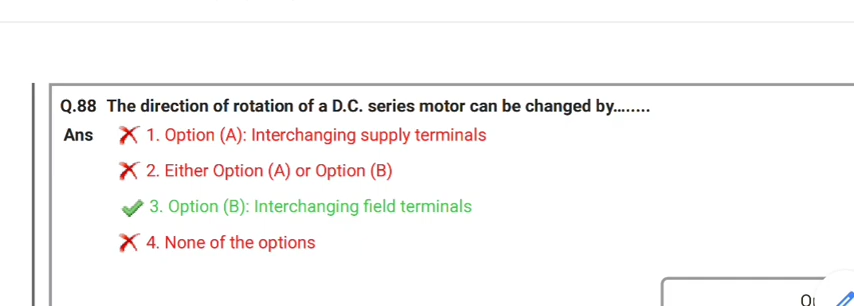 Q.88 The direction of rotation of a D.C. series motor can be changed by.........
Ans 1. Option (A): Interchanging supply terminals
2. Either Option (A) or Option (B)
3. Option (B): Interchanging field terminals
4. None of the options